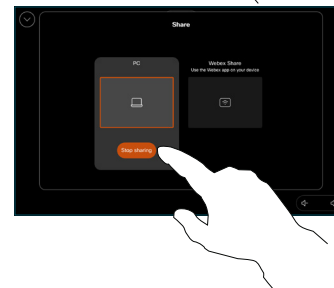 Share
PC
Webex Share
Use the Webex app on your device
Stop sharing